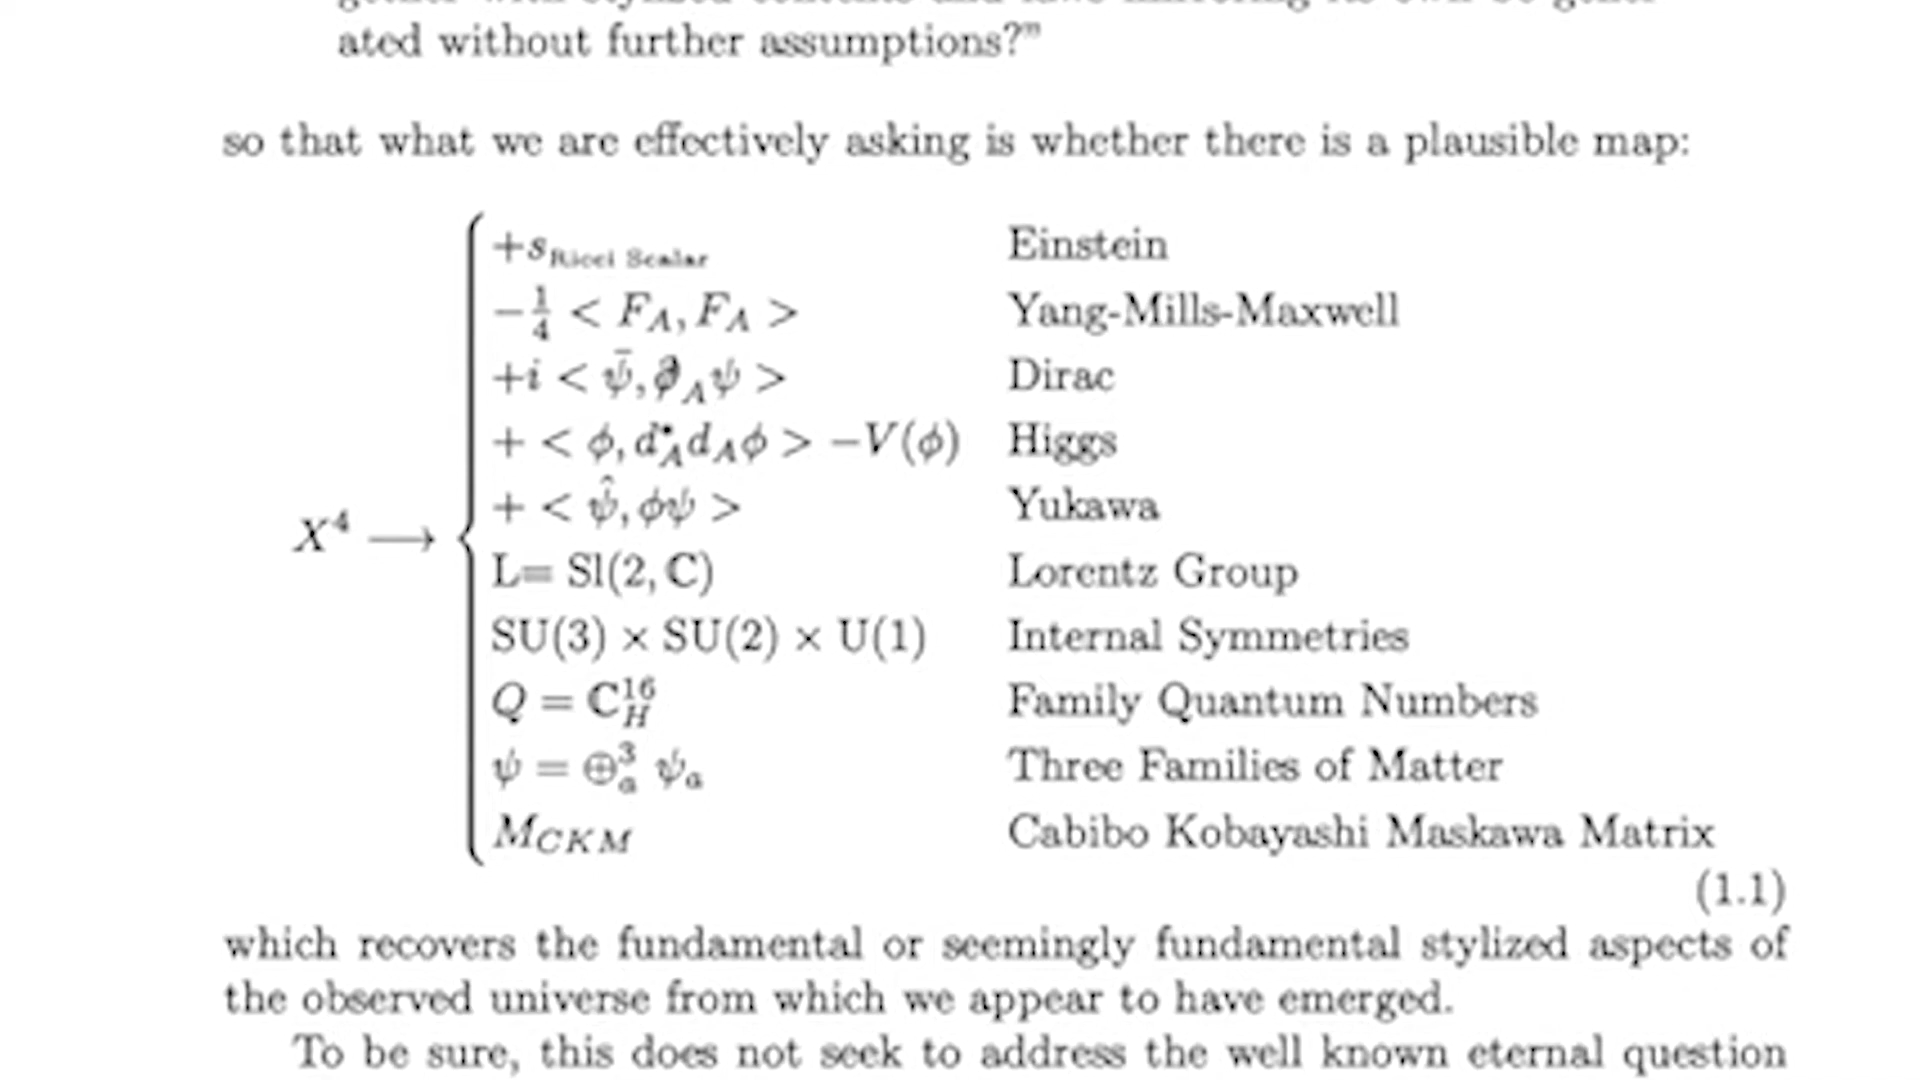 ated without further assumptions?”
so that what we are effectively asking is whether there is a plausible map:
+s_Ricci Scalar Einstein
−1/4 < F_A, F_A > Yang-Mills-Maxwell
+i < ψ̄, ∂̸_A ψ > Dirac
+ < ϕ, d*_A d_A ϕ > −V(ϕ) Higgs
+ < ψ̂, ϕψ > Yukawa
X⁴ ⟶
L= Sl(2, ℂ) Lorentz Group
SU(3) × SU(2) × U(1) Internal Symmetries
Q = ℂ^16_H Family Quantum Numbers
ψ = ⊕^3_a ψ_a Three Families of Matter
M_CKM Cabibo Kobayashi Maskawa Matrix
(1.1)
which recovers the fundamental or seemingly fundamental stylized aspects of
the observed universe from which we appear to have emerged.
To be sure, this does not seek to address the well known eternal question